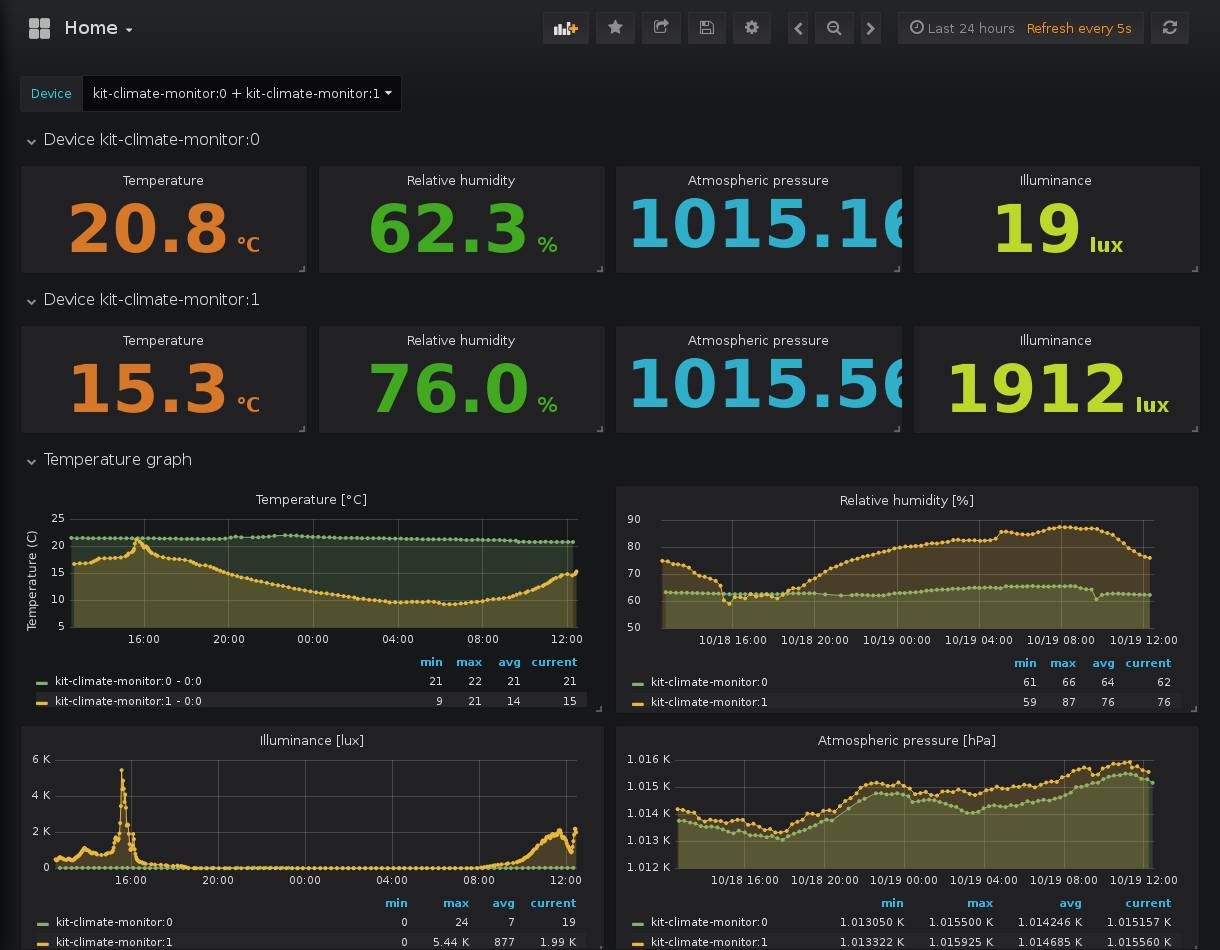 Home
Last 24 hours Refresh every 5s
Device kit-climate-monitor:0 + kit-climate-monitor:1
Device kit-climate-monitor:0
Temperature Relative humidity Atmospheric pressure Illuminance
20.8 °C 62.3 % 1015.16 19 lux
Device kit-climate-monitor:1
Temperature Relative humidity Atmospheric pressure Illuminance
15.3 °C 76.0 % 1015.56 1912 lux
Temperature graph
Temperature [°C]
Temperature (C)
25
20
15
10
5
16:00 20:00 00:00 04:00 08:00 12:00
min max avg current
kit-climate-monitor:0 - 0:0 21 22 21 21
kit-climate-monitor:1 - 0:0 9 21 14 15
Relative humidity [%]
90
80
70
60
50
10/18 16:00 10/18 20:00 10/19 00:00 10/19 04:00 10/19 08:00 10/19 12:00
min max avg current
kit-climate-monitor:0 61 66 64 62
kit-climate-monitor:1 59 87 76 76
Illuminance [lux]
6 K
4 K
2 K
0
16:00 20:00 00:00 04:00 08:00 12:00
min max avg current
kit-climate-monitor:0 0 24 7 19
kit-climate-monitor:1 0 5.44 K 877 1.99 K
Atmospheric pressure [hPa]
1.016 K
1.015 K
1.014 K
1.013 K
1.012 K
10/18 16:00 10/18 20:00 10/19 00:00 10/19 04:00 10/19 08:00 10/19 12:00
min max avg current
kit-climate-monitor:0 1.013050 K 1.015500 K 1.014246 K 1.015157 K
kit-climate-monitor:1 1.013322 K 1.015925 K 1.014685 K 1.015560 K